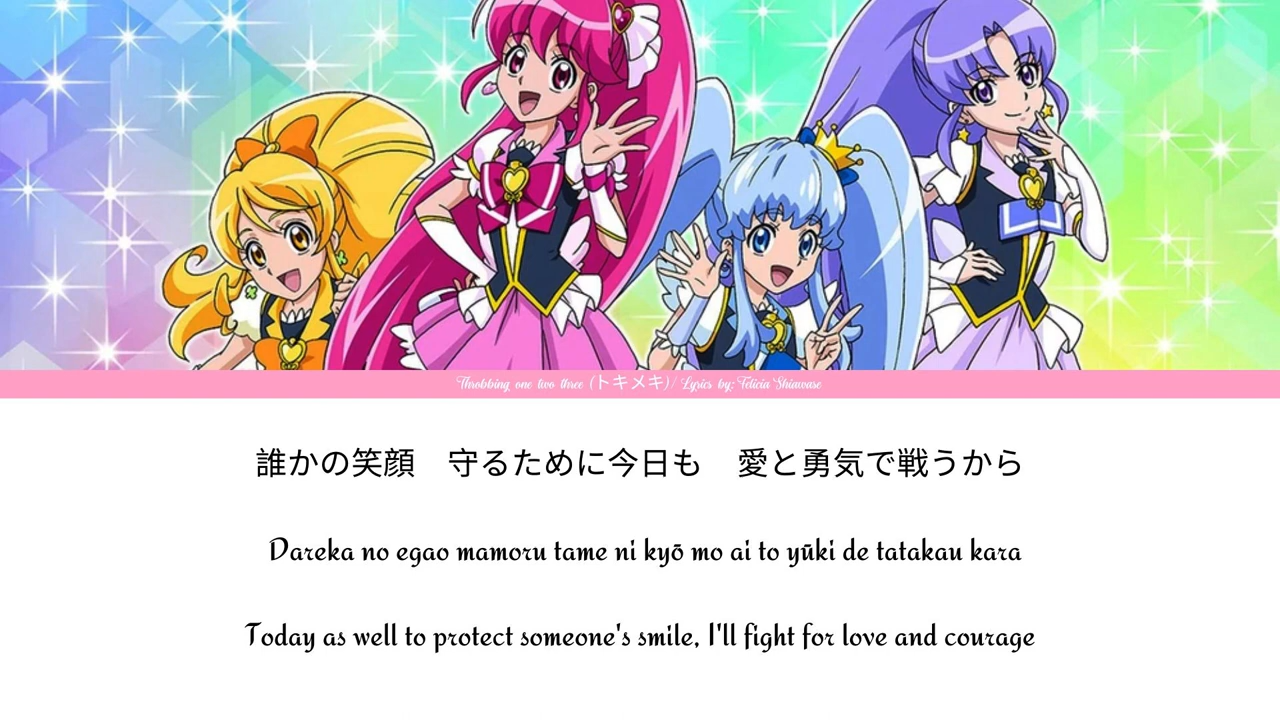 Throbbing one two three (トキメキ)/ Lyrics by: Felicia Shiawase
誰かの笑顔　守るために今日も　愛と勇気で戦うから
Dareka no egao mamoru tame ni kyō mo ai to yūki de tatakau kara
Today as well to protect someone's smile, I'll fight for love and courage